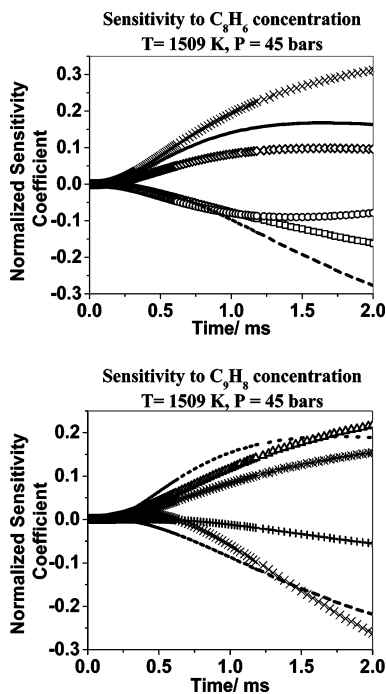 Sensitivity to C₈H₆ concentration
T= 1509 K, P = 45 bars
Normalized Sensitivity
Coefficient
0.3
0.2
0.1
0.0
-0.1
-0.2
-0.3
0.0 0.5 1.0 1.5 2.0
Time/ ms
Sensitivity to C₉H₈ concentration
T= 1509 K, P = 45 bars
Normalized Sensitivity
Coefficient
0.2
0.1
0.0
-0.1
-0.2
-0.3
0.0 0.5 1.0 1.5 2.0
Time/ ms